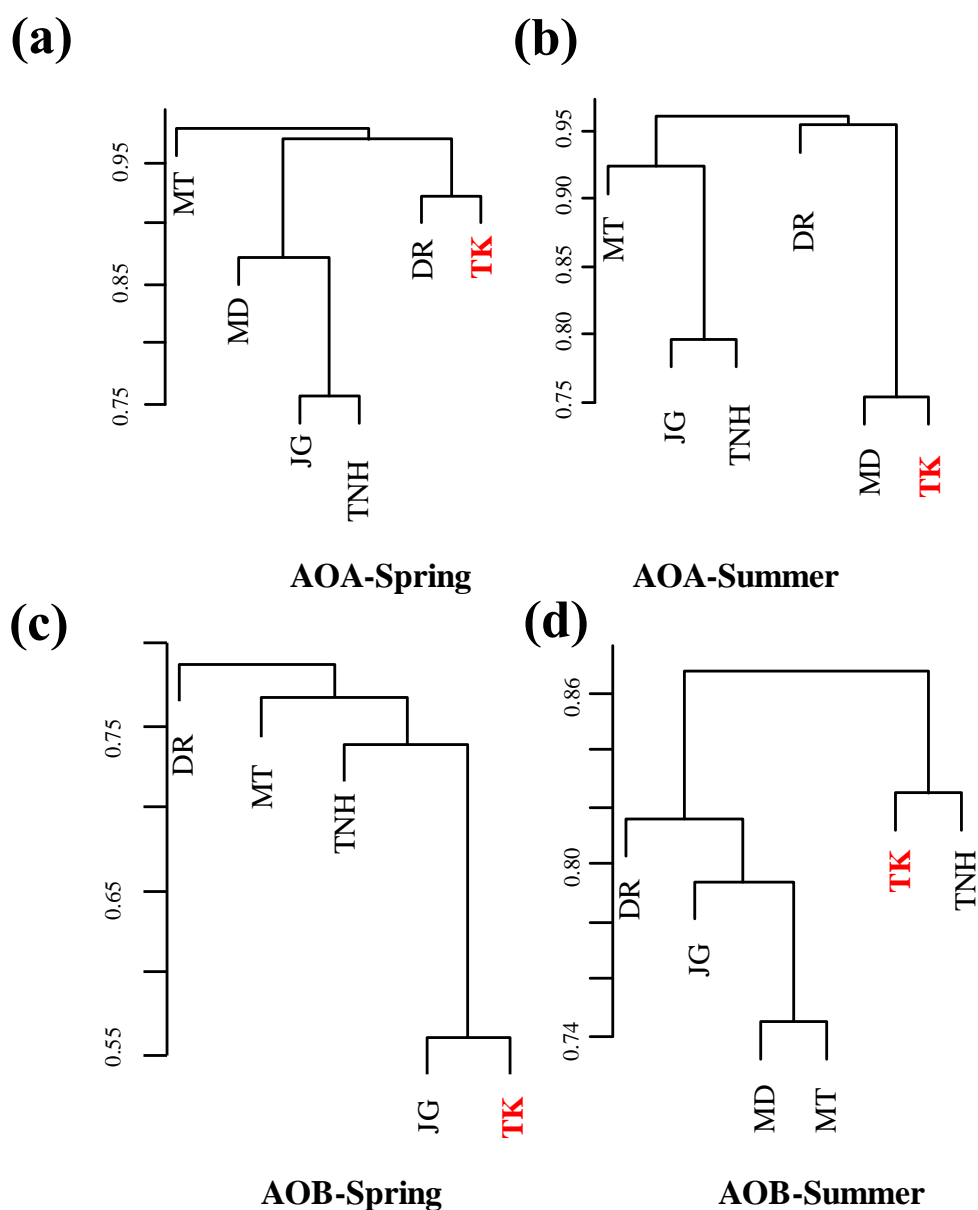 (a)
0.95
0.85
0.75
MT
MD
JG
TNH
DR
TK
AOA-Spring
(b)
0.95
0.90
0.85
0.80
0.75
MT
JG
TNH
DR
MD
TK
AOA-Summer
(c)
0.75
0.65
0.55
DR
MT
TNH
JG
TK
AOB-Spring
(d)
0.86
0.80
0.74
DR
JG
MD
MT
TK
TNH
AOB-Summer